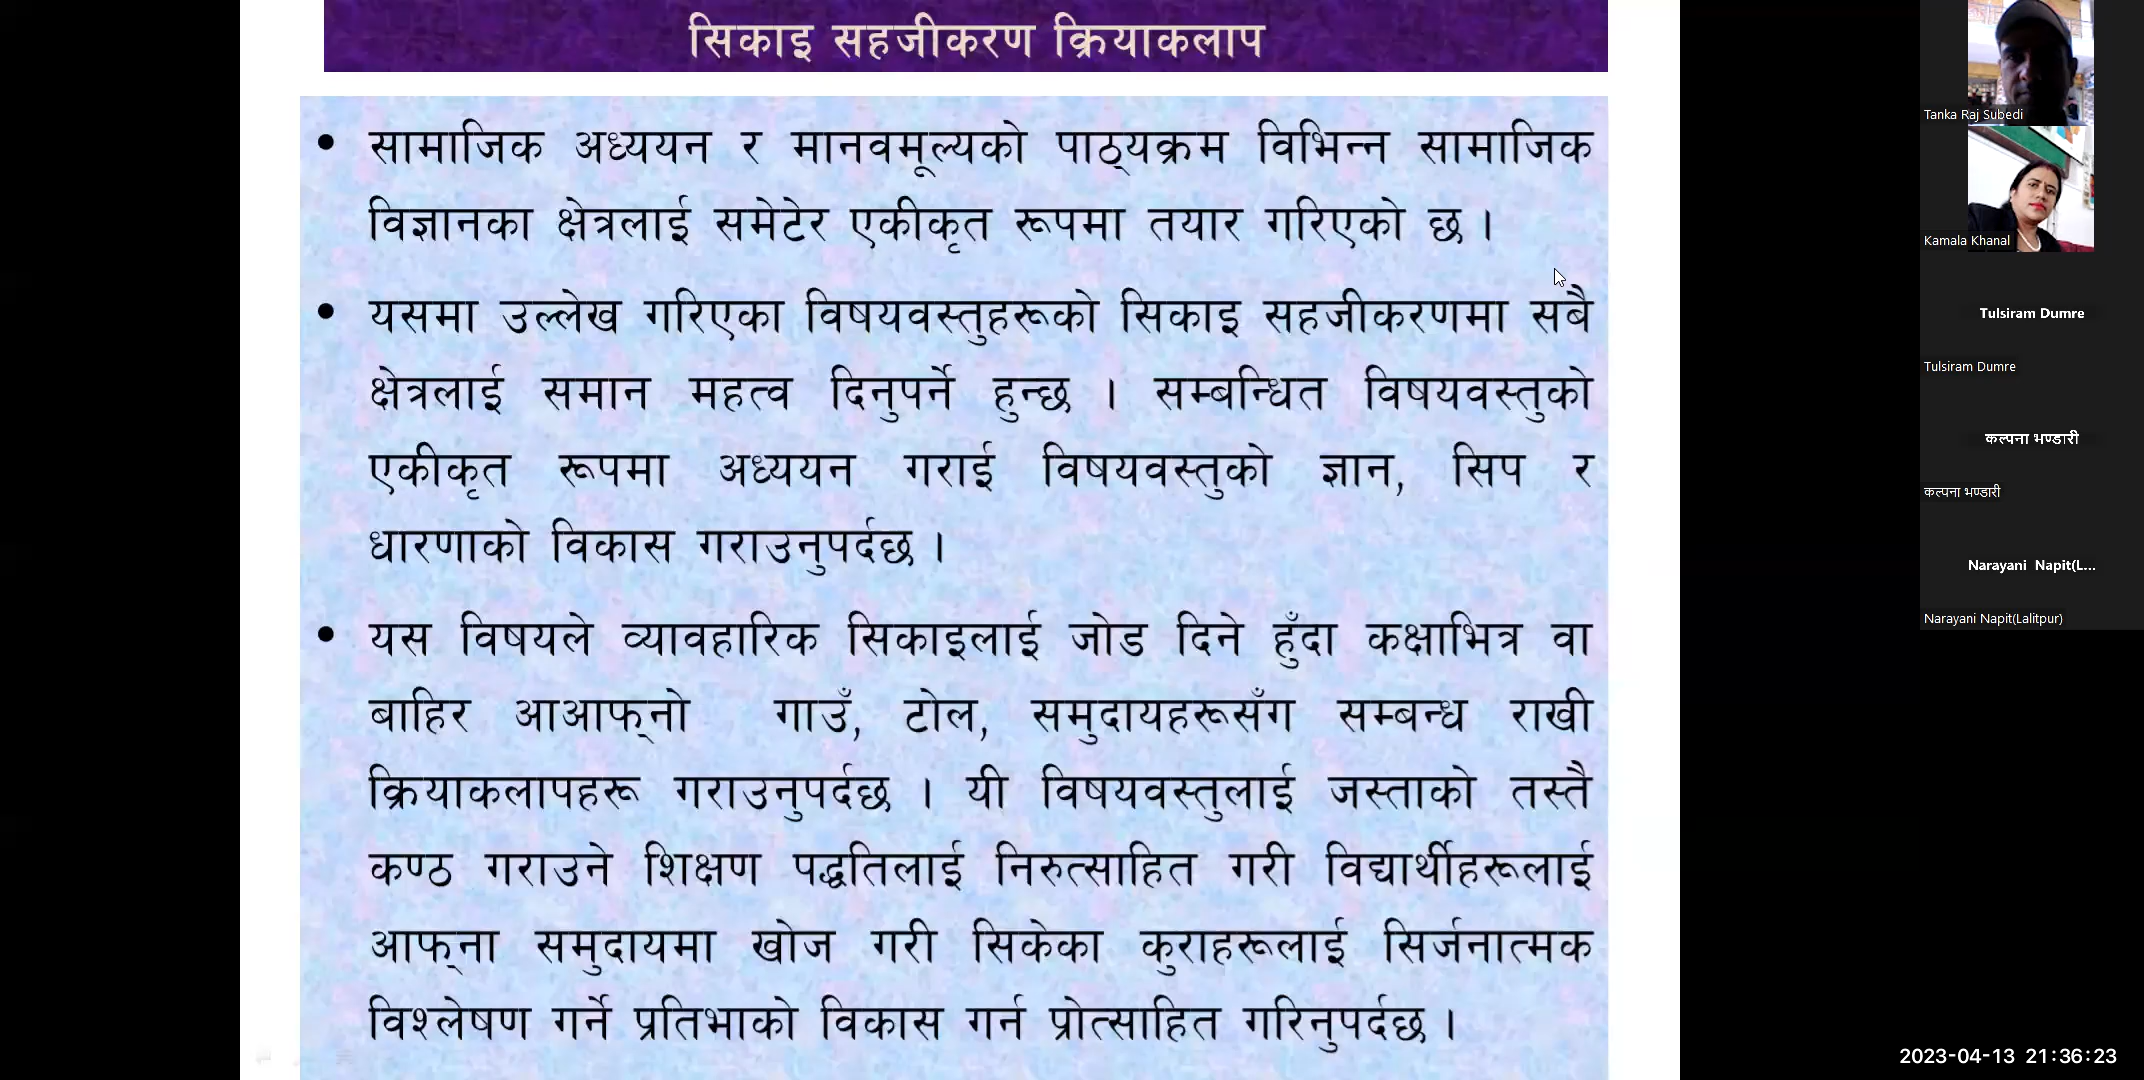 सिकाइ सहजीकरण क्रियाकलाप
• सामाजिक अध्ययन र मानवमूल्यको पाठ्यक्रम विभिन्न सामाजिक
विज्ञानका क्षेत्रलाई समेटेर एकीकृत रूपमा तयार गरिएको छ ।
• यसमा उल्लेख गरिएका विषयवस्तुहरूको सिकाइ सहजीकरणमा सबै
क्षेत्रलाई समान महत्व दिनुपर्ने हुन्छ । सम्बन्धित विषयवस्तुको
एकीकृत रूपमा अध्ययन गराई विषयवस्तुको ज्ञान, सिप र
धारणाको विकास गराउनुपर्दछ ।
• यस विषयले व्यावहारिक सिकाइलाई जोड दिने हुँदा कक्षाभित्र वा
बाहिर आआफ्‌नो गाउँ, टोल, समुदायहरूसँग सम्बन्ध राखी
क्रियाकलापहरू गराउनुपर्दछ । यी विषयवस्तुलाई जस्ताको तस्तै
कण्ठ गराउने शिक्षण पद्धतिलाई निरुत्साहित गरी विद्यार्थीहरूलाई
आफ्‌ना समुदायमा खोज गरी सिकेका कुराहरूलाई सिर्जनात्मक
विश्लेषण गर्ने प्रतिभाको विकास गर्न प्रोत्साहित गरिनुपर्दछ ।
Tanka Raj Subedi
Kamala Khanal
Tulsiram Dumre
Tulsiram Dumre
कल्पना भण्डारी
कल्पना भण्डारी
Narayani Napit(L...
Narayani Napit(Lalitpur)
2023-04-13 21:36:23